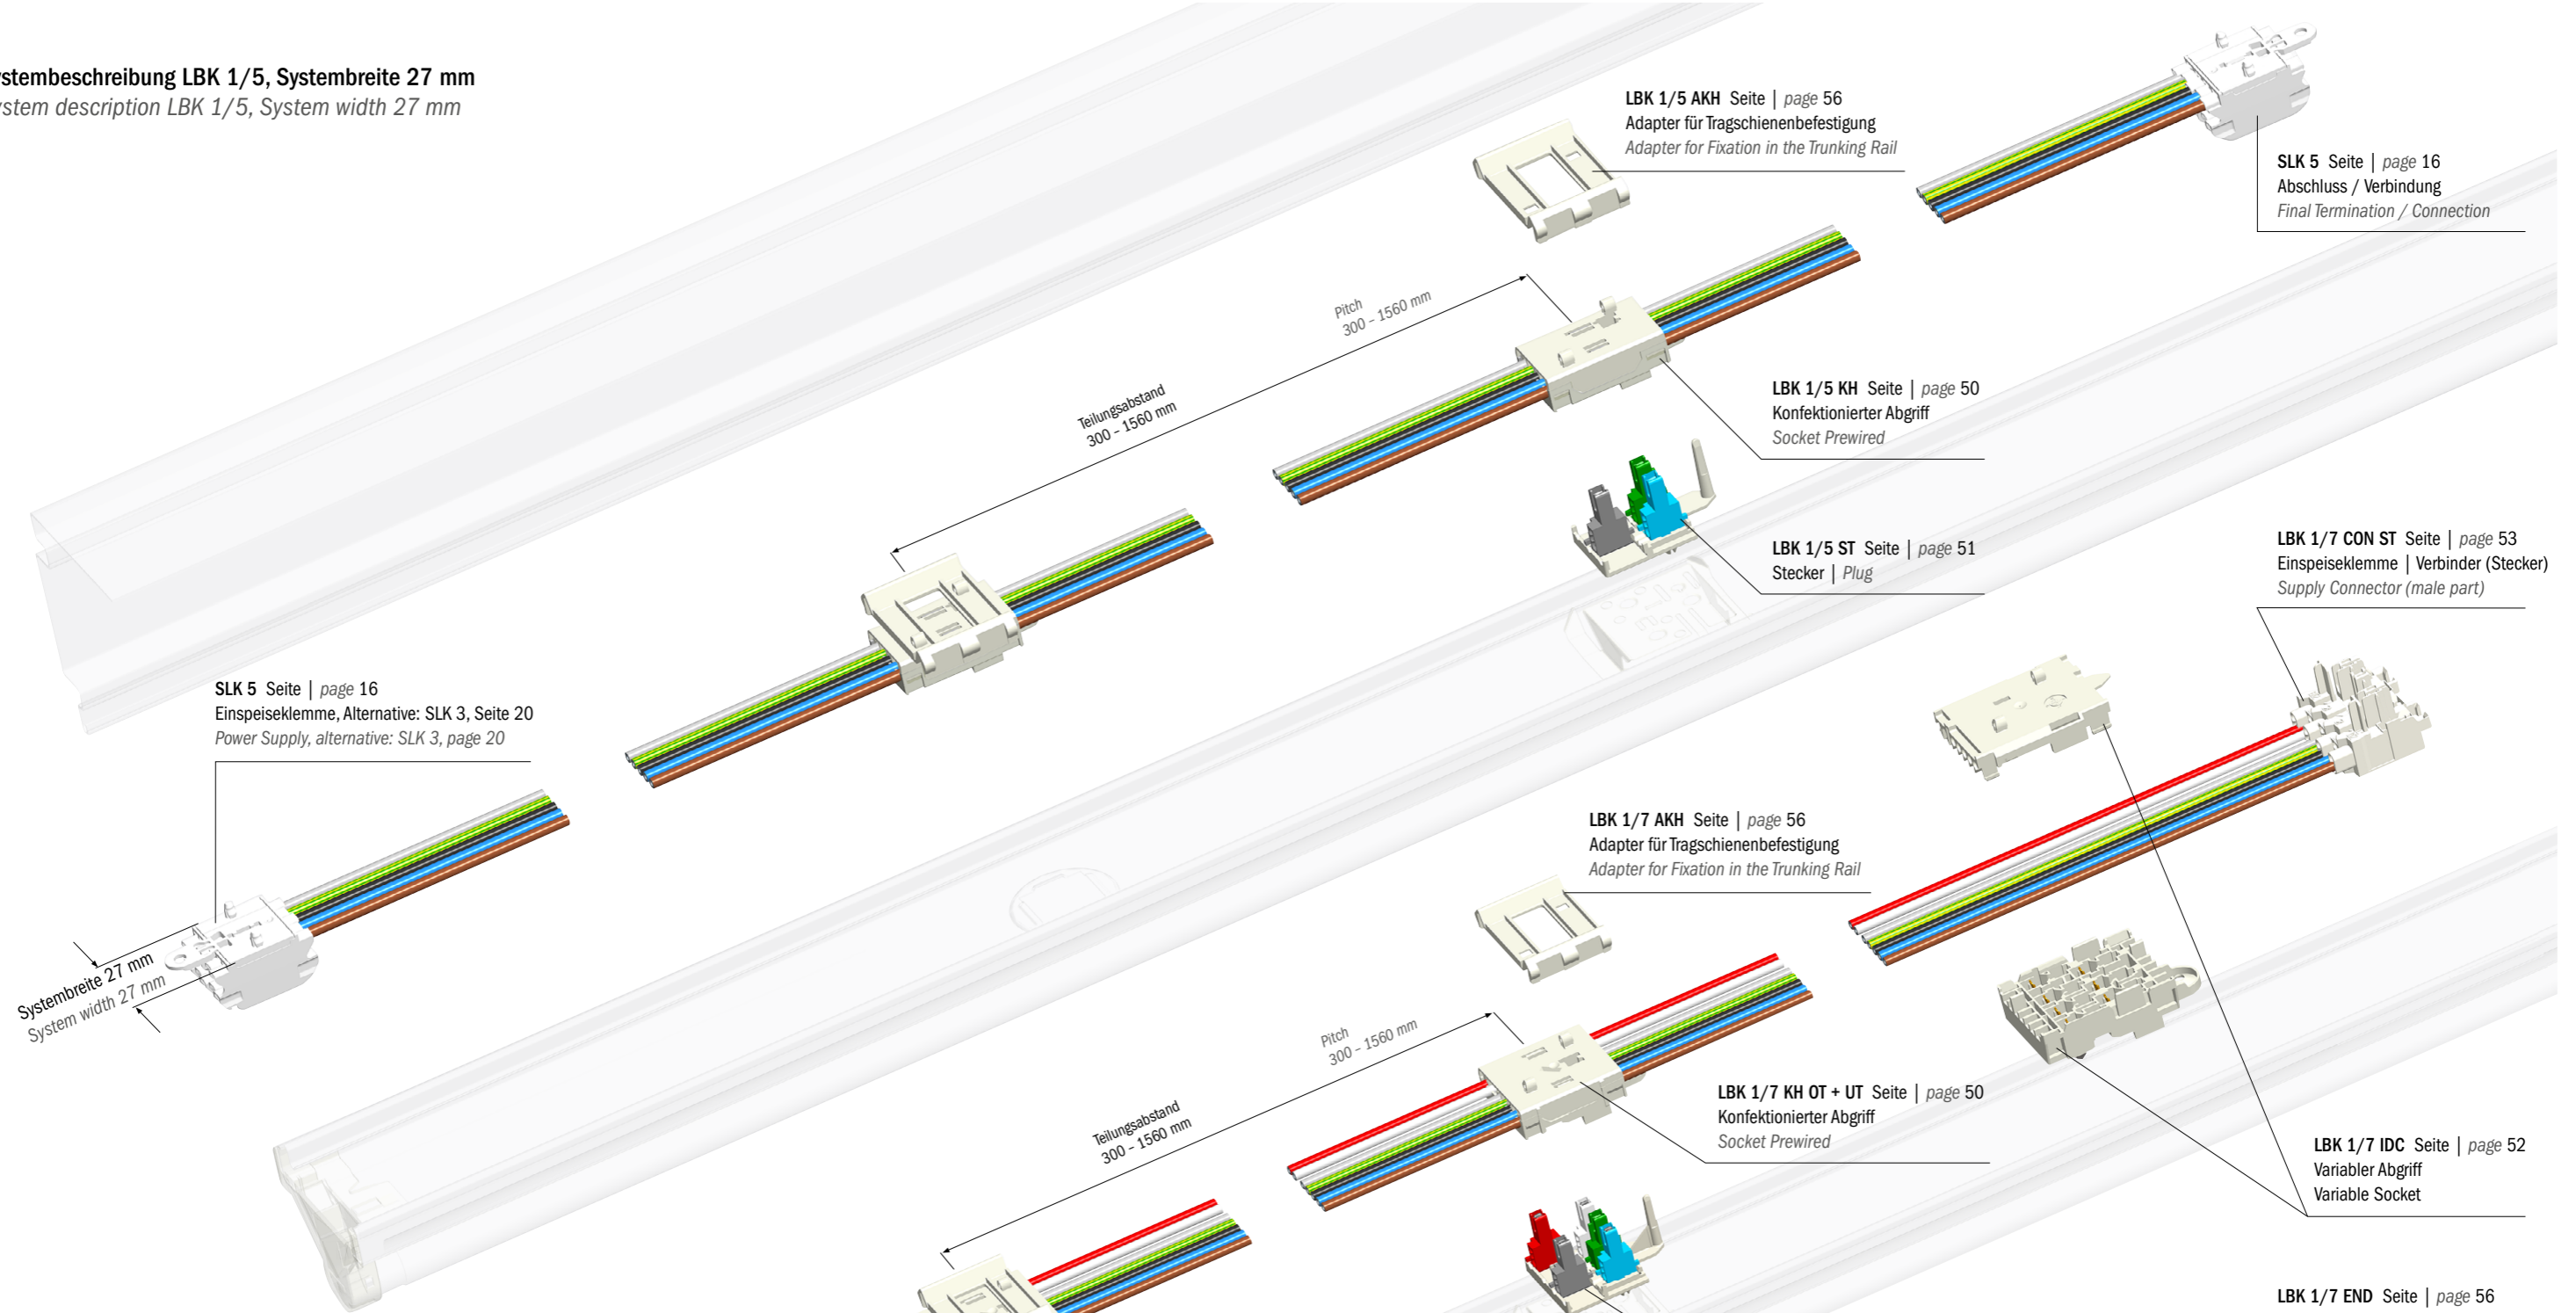 ystembeschreibung LBK 1/5, Systembreite 27 mm
ystem description LBK 1/5, System width 27 mm
LBK 1/5 AKH Seite | page 56
Adapter für Tragschienenbefestigung
Adapter for Fixation in the Trunking Rail
SLK 5 Seite | page 16
Abschluss / Verbindung
Final Termination / Connection
Pitch
300 – 1560 mm
Teilungsabstand
300 – 1560 mm
LBK 1/5 KH Seite | page 50
Konfektionierter Abgriff
Socket Prewired
LBK 1/5 ST Seite | page 51
Stecker | Plug
LBK 1/7 CON ST Seite | page 53
Einspeiseklemme | Verbinder (Stecker)
Supply Connector (male part)
SLK 5 Seite | page 16
Einspeiseklemme, Alternative: SLK 3, Seite 20
Power Supply, alternative: SLK 3, page 20
Systembreite 27 mm
System width 27 mm
LBK 1/7 AKH Seite | page 56
Adapter für Tragschienenbefestigung
Adapter for Fixation in the Trunking Rail
Pitch
300 – 1560 mm
Teilungsabstand
300 – 1560 mm
LBK 1/7 KH OT + UT Seite | page 50
Konfektionierter Abgriff
Socket Prewired
LBK 1/7 IDC Seite | page 52
Variabler Abgriff
Variable Socket
LBK 1/7 END Seite | page 56